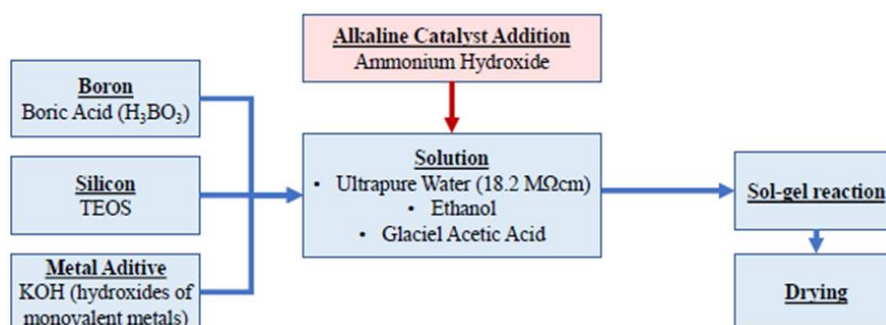 Alkaline Catalyst Addition
Ammonium Hydroxide
Boron
Boric Acid (H₃BO₃)
Silicon
TEOS
Metal Aditive
KOH (hydroxides of
monovalent metals)
Solution
• Ultrapure Water (18.2 MΩcm)
• Ethanol
• Glaciel Acetic Acid
Sol-gel reaction
Drying